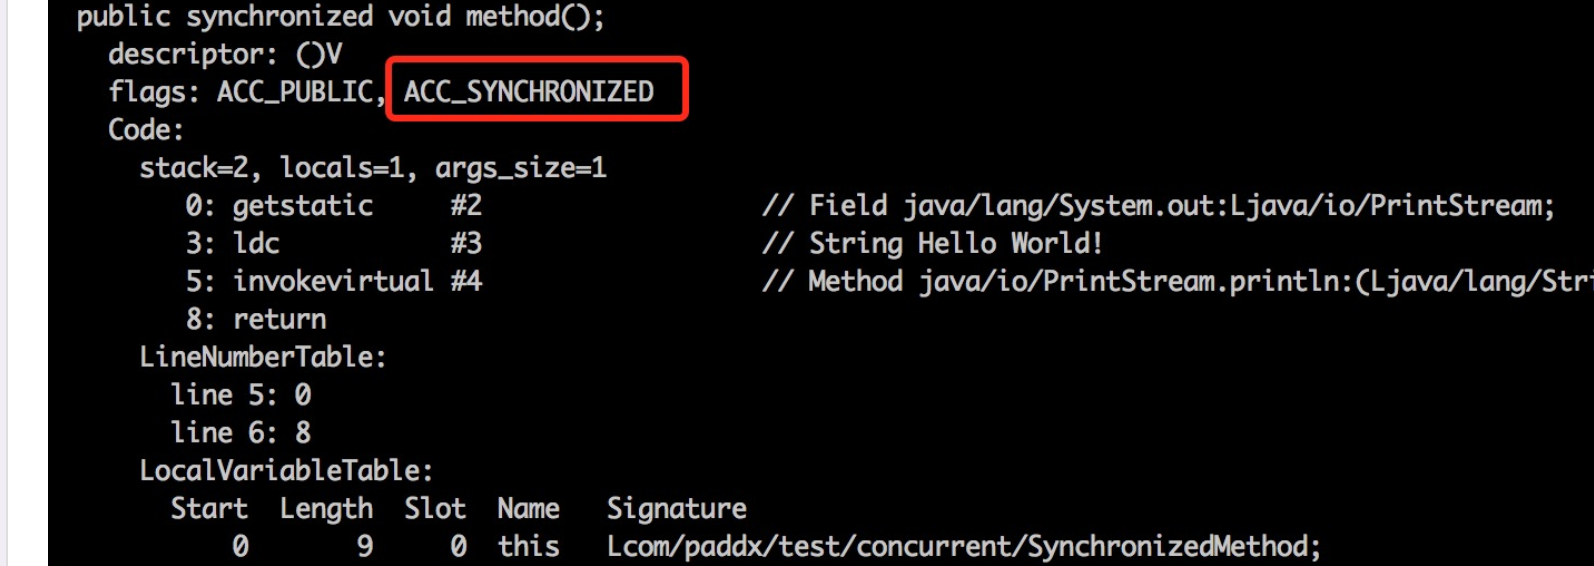 public synchronized void method();
descriptor: ()V
flags: ACC_PUBLIC, ACC_SYNCHRONIZED
Code:
stack=2, locals=1, args_size=1
0: getstatic #2 // Field java/lang/System.out:Ljava/io/PrintStream;
3: ldc #3 // String Hello World!
5: invokevirtual #4 // Method java/io/PrintStream.println:(Ljava/lang/Stri
8: return
LineNumberTable:
line 5: 0
line 6: 8
LocalVariableTable:
Start Length Slot Name Signature
0 9 0 this Lcom/paddx/test/concurrent/SynchronizedMethod;